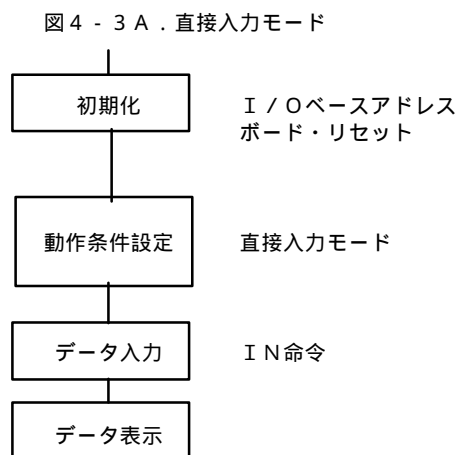 図４－３Ａ．直接入力モード
初期化
Ｉ／Ｏベースアドレス
ボード・リセット
動作条件設定
直接入力モード
データ入力
ＩＮ命令
データ表示